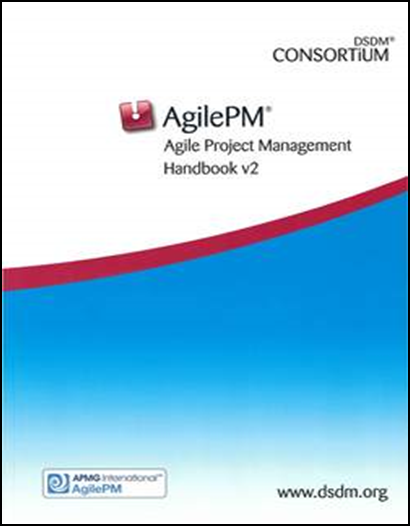 DSDM®
CONSORTiUM
AgilePM®
Agile Project Management
Handbook v2
APMG International™
AgilePM
www.dsdm.org